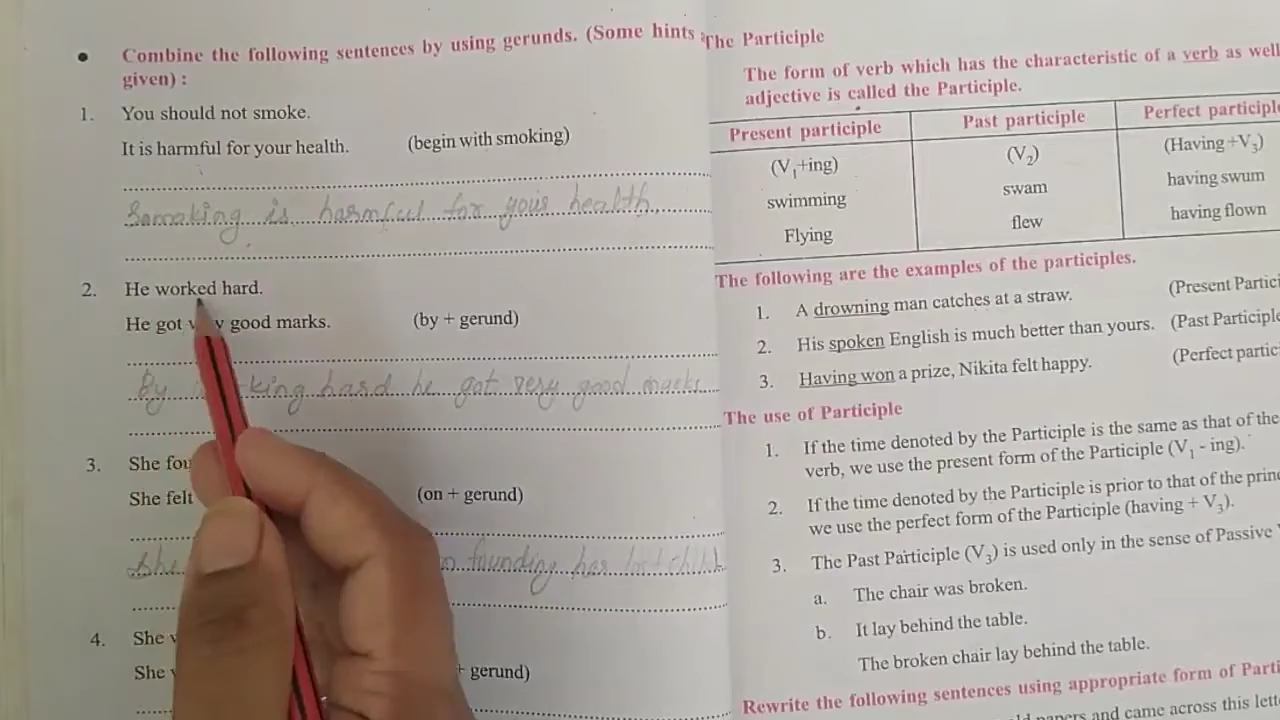 • Combine the following sentences by using gerunds. (Some hints
given) :
1. You should not smoke.
It is harmful for your health. (begin with smoking)
Samoking is harmful for your health.
2. He worked hard.
He got good marks. (by + gerund)
By hard he got very good marks
3. She
She felt (on + gerund)
She founding has lost child
4. She
She gerund)
The Participle
The form of verb which has the characteristic of a verb as well
adjective is called the Participle.
Present participle Past participle Perfect participle
(V1+ing) (V2) (Having+V3)
swimming swam having swum
Flying flew having flown
The following are the examples of the participles.
1. A drowning man catches at a straw. (Present
2. His spoken English is much better than yours. (Past Participle
3. Having won a prize, Nikita felt happy. (Perfect
The use of Participle
1. If the time denoted by the Participle is the same as that of the
verb, we use the present form of the Participle (V1 - ing).
2. If the time denoted by the Participle is prior to that of the
we use the perfect form of the Participle (having + V3).
3. The Past Participle (V3) is used only in the sense of Passive
a. The chair was broken.
b. It lay behind the table.
The broken chair lay behind the table.
Rewrite the following sentences using appropriate form of
papers and came across this